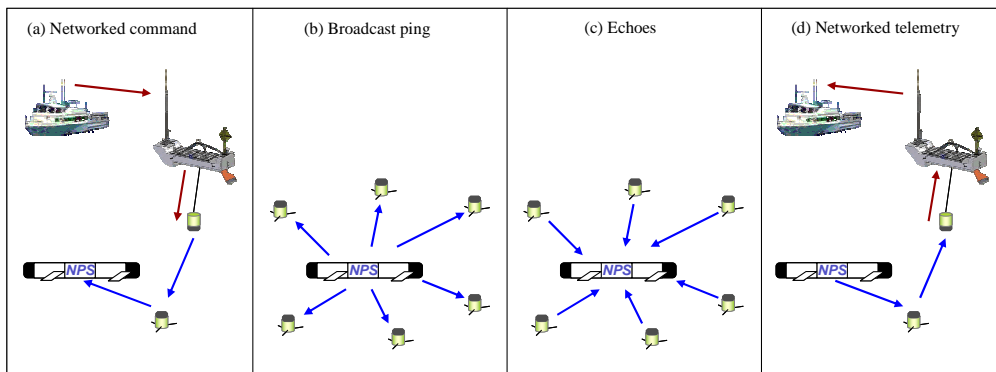 (a) Networked command
(b) Broadcast ping
(c) Echoes
(d) Networked telemetry
NPS
NPS
NPS
NPS